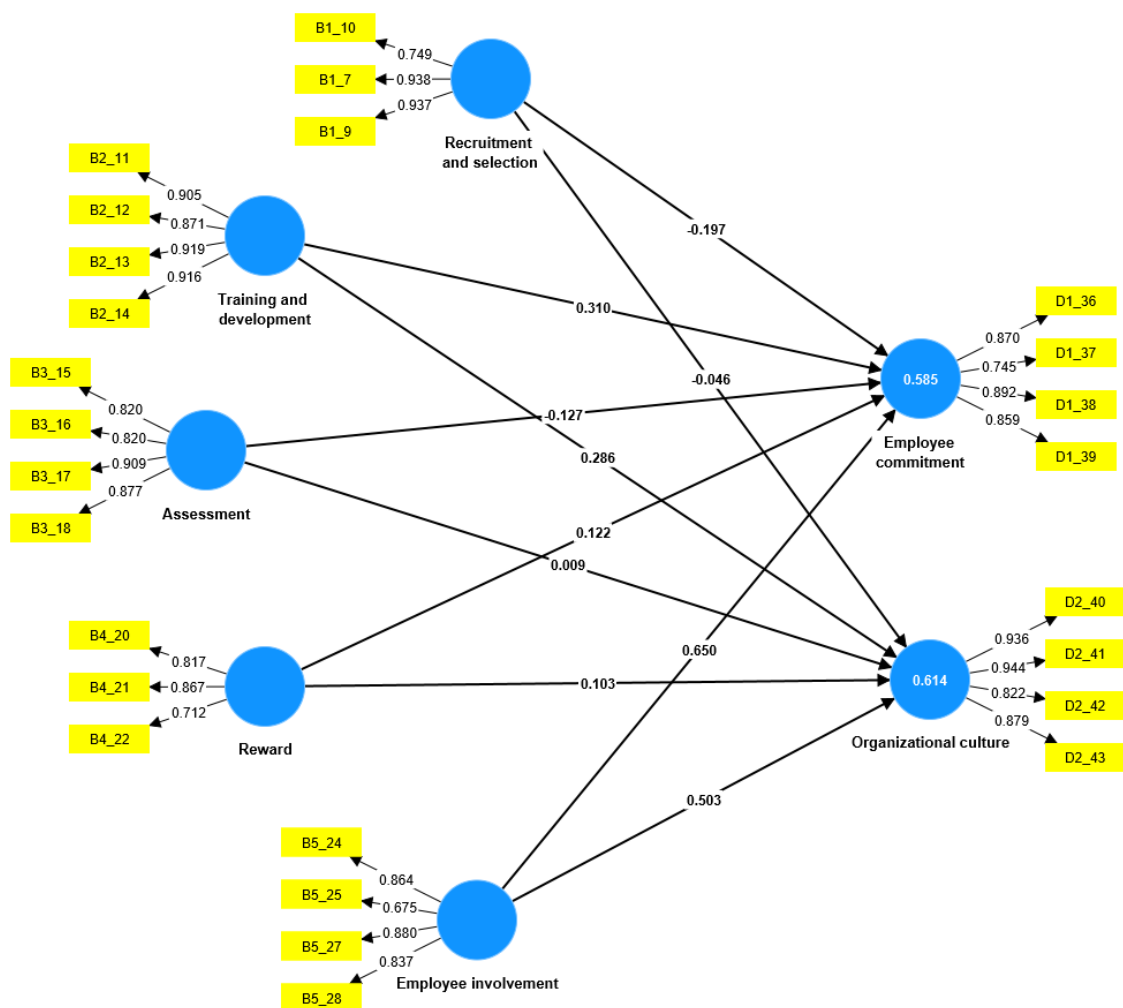 B1_10
0.749
B1_7
0.938
B1_9
0.937
Recruitment
and selection
B2_11
0.905
B2_12
0.871
B2_13
0.919
B2_14
0.916
Training and
development
-0.197
0.310
-0.046
B3_15
0.820
B3_16
0.820
B3_17
0.909
B3_18
0.877
Assessment
-0.127
0.286
0.122
0.009
D1_36
0.870
D1_37
0.745
D1_38
0.892
D1_39
0.859
0.585
Employee
commitment
B4_20
0.817
B4_21
0.867
B4_22
0.712
Reward
0.650
0.103
0.503
D2_40
0.936
D2_41
0.944
D2_42
0.822
D2_43
0.879
0.614
Organizational culture
B5_24
0.864
B5_25
0.675
B5_27
0.880
B5_28
0.837
Employee involvement